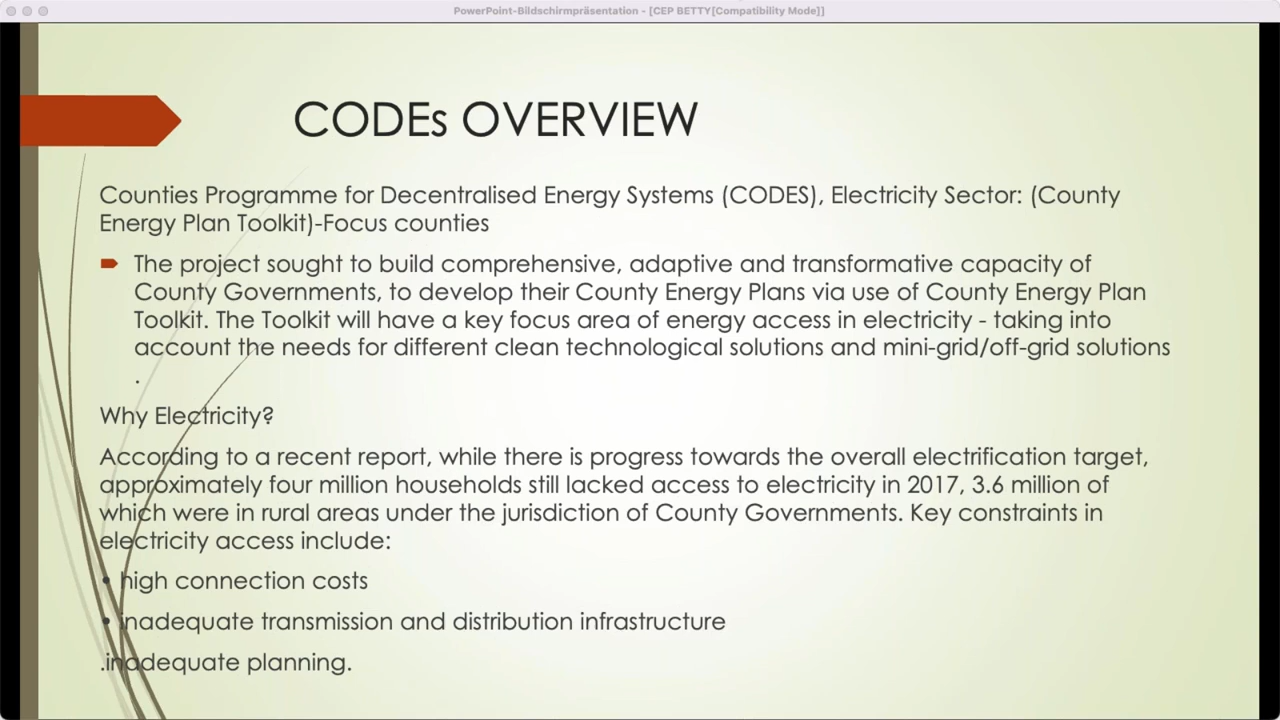 PowerPoint-Bildschirmpräsentation - [CEP BETTY[Compatibility Mode]]
CODEs OVERVIEW
Counties Programme for Decentralised Energy Systems (CODES), Electricity Sector: (County
Energy Plan Toolkit)-Focus counties
The project sought to build comprehensive, adaptive and transformative capacity of
County Governments, to develop their County Energy Plans via use of County Energy Plan
Toolkit. The Toolkit will have a key focus area of energy access in electricity - taking into
account the needs for different clean technological solutions and mini-grid/off-grid solutions
.
Why Electricity?
According to a recent report, while there is progress towards the overall electrification target,
approximately four million households still lacked access to electricity in 2017, 3.6 million of
which were in rural areas under the jurisdiction of County Governments. Key constraints in
electricity access include:
• high connection costs
• inadequate transmission and distribution infrastructure
.inadequate planning.